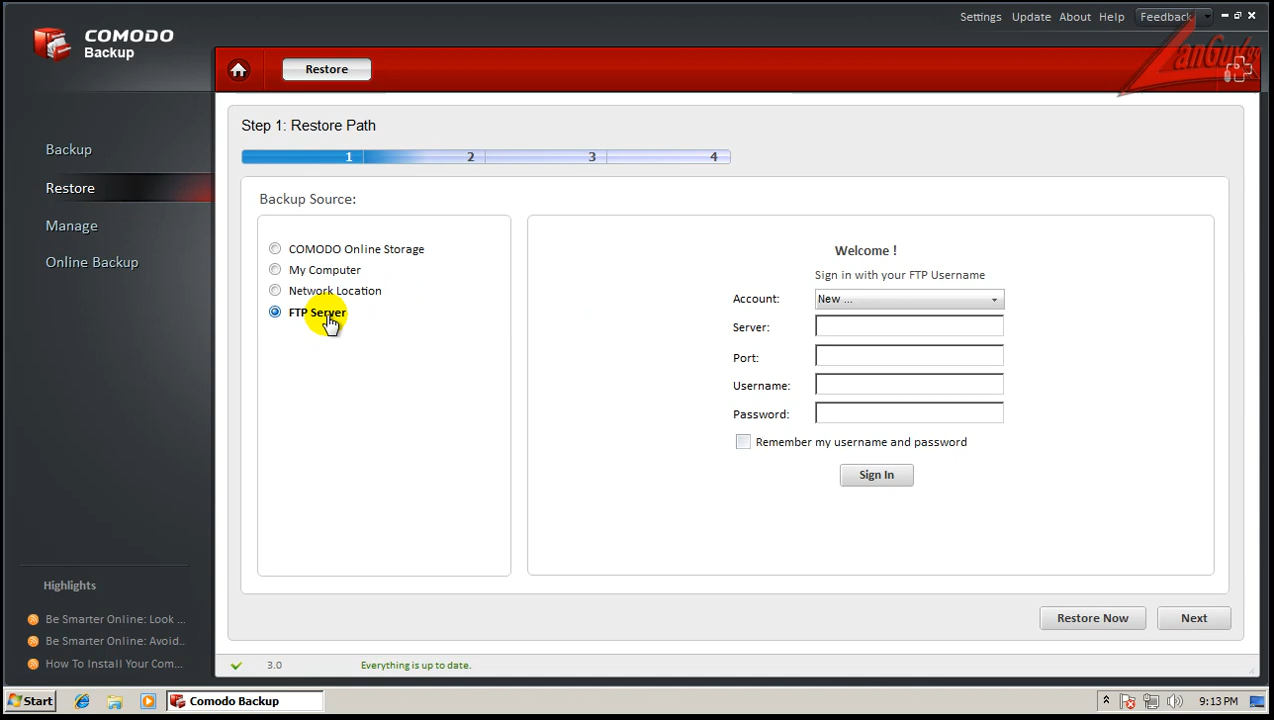 Settings Update About Help Feedback
COMODO
Backup
ZanGuy99
Restore
Backup
Restore
Manage
Online Backup
Step 1: Restore Path
1 2 3 4
Backup Source:
COMODO Online Storage
My Computer
Network Location
FTP Server
Welcome !
Sign in with your FTP Username
Account: New ...
Server:
Port:
Username:
Password:
Remember my username and password
Sign In
Highlights
Be Smarter Online: Look ...
Be Smarter Online: Avoid..
How To Install Your Com...
Restore Now Next
3.0 Everything is up to date.
Start Comodo Backup 9:13 PM